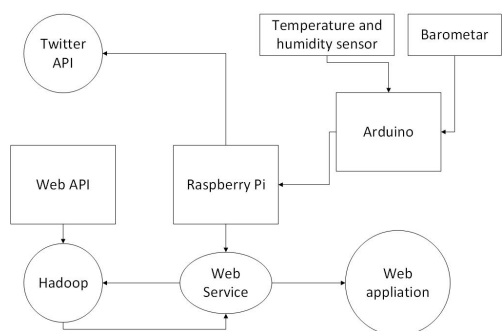 Twitter
API
Temperature and
humidity sensor
Barometar
Arduino
Web API
Raspberry Pi
Hadoop
Web
Service
Web
appliation